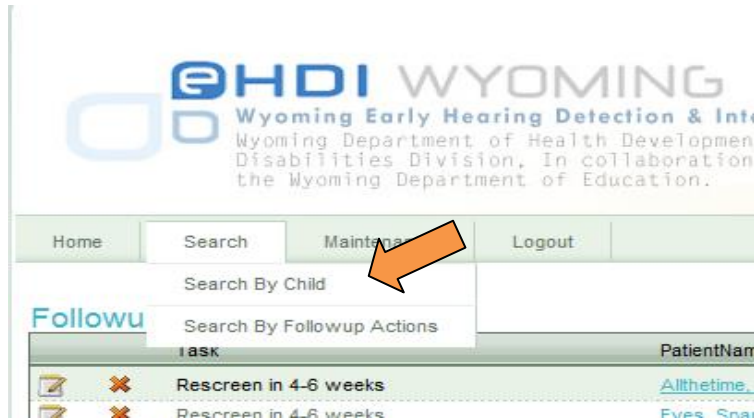 eHDI WYOMING
Wyoming Early Hearing Detection & Inte
Wyoming Department of Health Developmen
Disabilities Division, In collaboration
the Wyoming Department of Education.
Home Search Logout
Search By Child
Followu
Search By Followup Actions
Task PatientNam
Rescreen in 4-6 weeks Allthetime,
Rescreen in 4-6 weeks Eyes, Spa